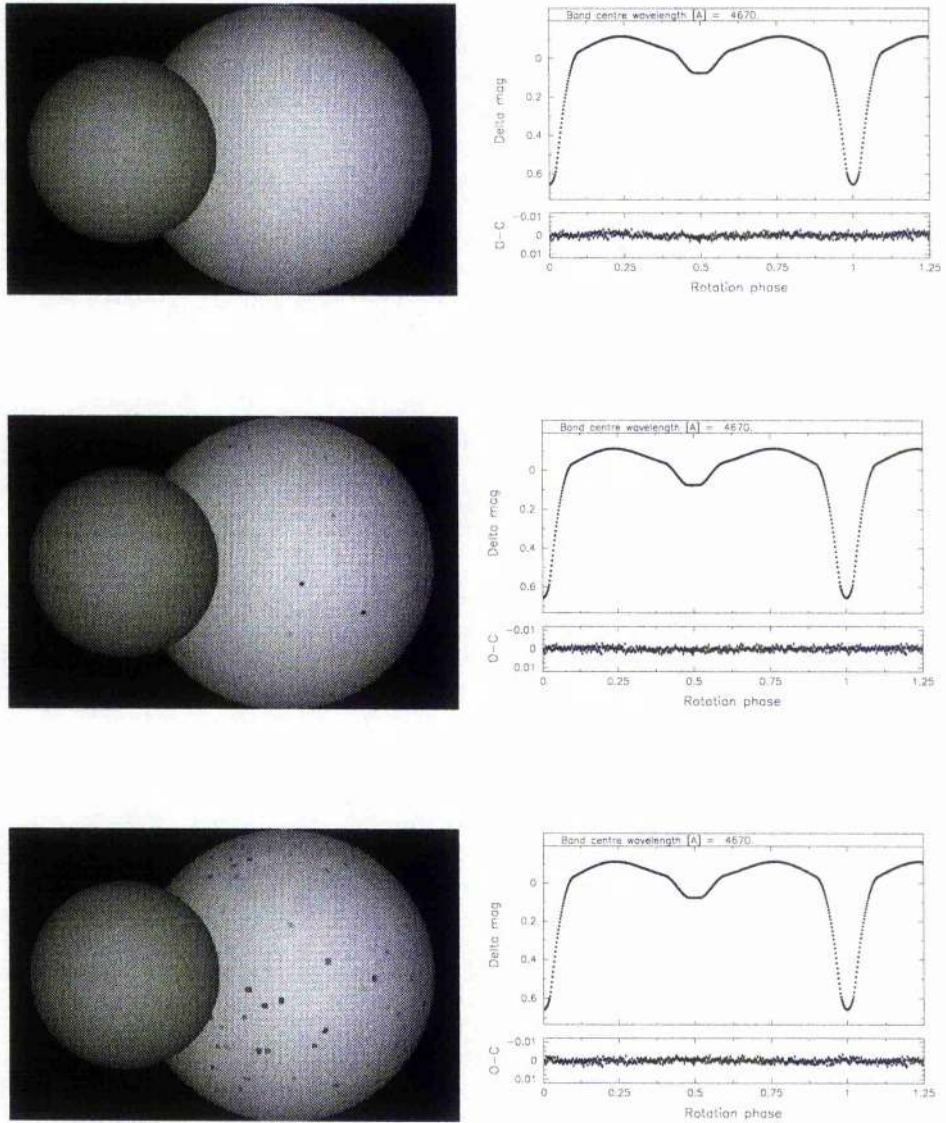 Band centre wavelength [A] = 4670.
Delta mag
0
0.2
0.4
0.6
O-C
-0.01
0
0.01
0 0.25 0.5 0.75 1 1.25
Rotation phase
Band centre wavelength [A] = 4670.
Delta mag
0
0.2
0.4
0.6
O-C
-0.01
0
0.01
0 0.25 0.5 0.75 1 1.25
Rotation phase
Band centre wavelength [A] = 4670.
Delta mag
0
0.2
0.4
0.6
O-C
-0.01
0
0.01
0 0.25 0.5 0.75 1 1.25
Rotation phase